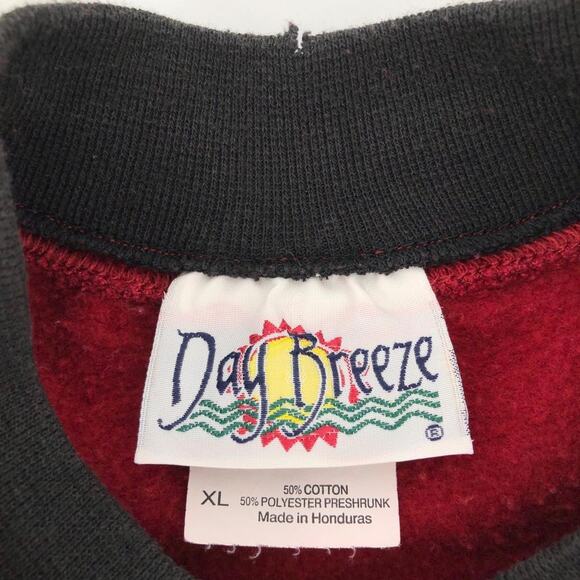 Day Breeze
®
XL
50% COTTON
50% POLYESTER PRESHRUNK
Made in Honduras